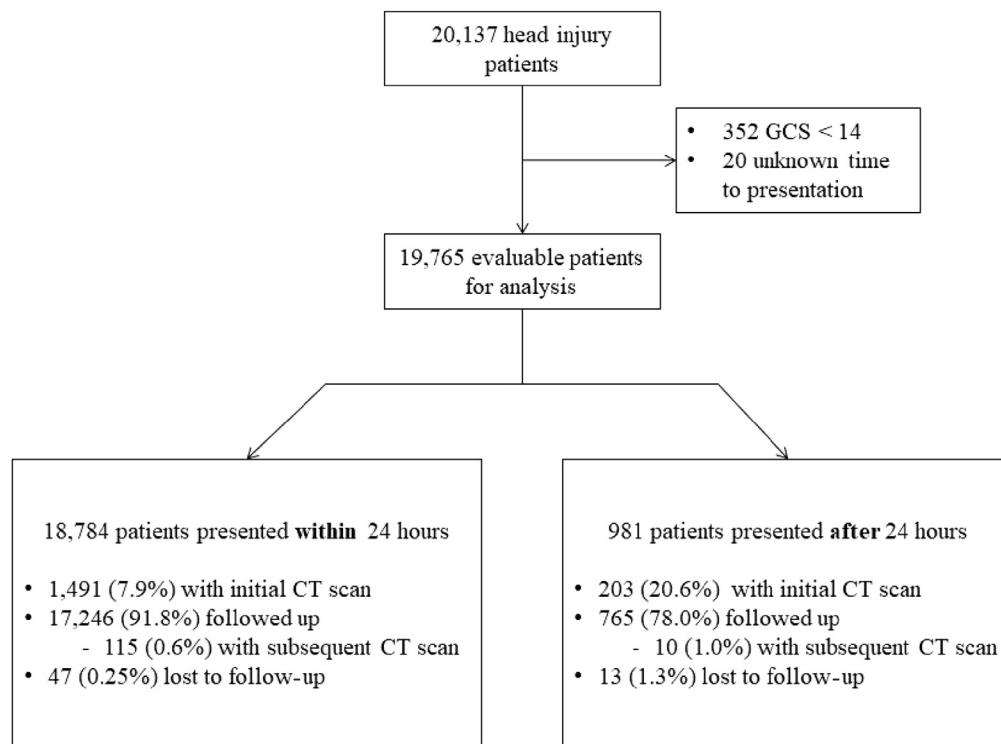 20,137 head injury
patients
• 352 GCS < 14
• 20 unknown time
to presentation
19,765 evaluable patients
for analysis
18,784 patients presented within 24 hours
• 1,491 (7.9%) with initial CT scan
• 17,246 (91.8%) followed up
- 115 (0.6%) with subsequent CT scan
• 47 (0.25%) lost to follow-up
981 patients presented after 24 hours
• 203 (20.6%) with initial CT scan
• 765 (78.0%) followed up
- 10 (1.0%) with subsequent CT scan
• 13 (1.3%) lost to follow-up